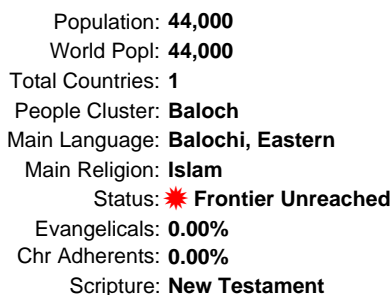 Population: 44,000
World Popl: 44,000
Total Countries: 1
People Cluster: Baloch
Main Language: Balochi, Eastern
Main Religion: Islam
Status: Frontier Unreached
Evangelicals: 0.00%
Chr Adherents: 0.00%
Scripture: New Testament